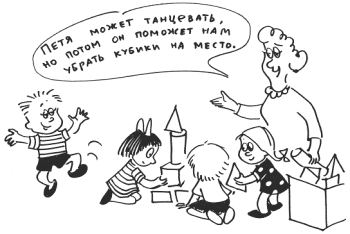 Петя может танцевать,
но потом он поможет нам
убрать кубики на место.